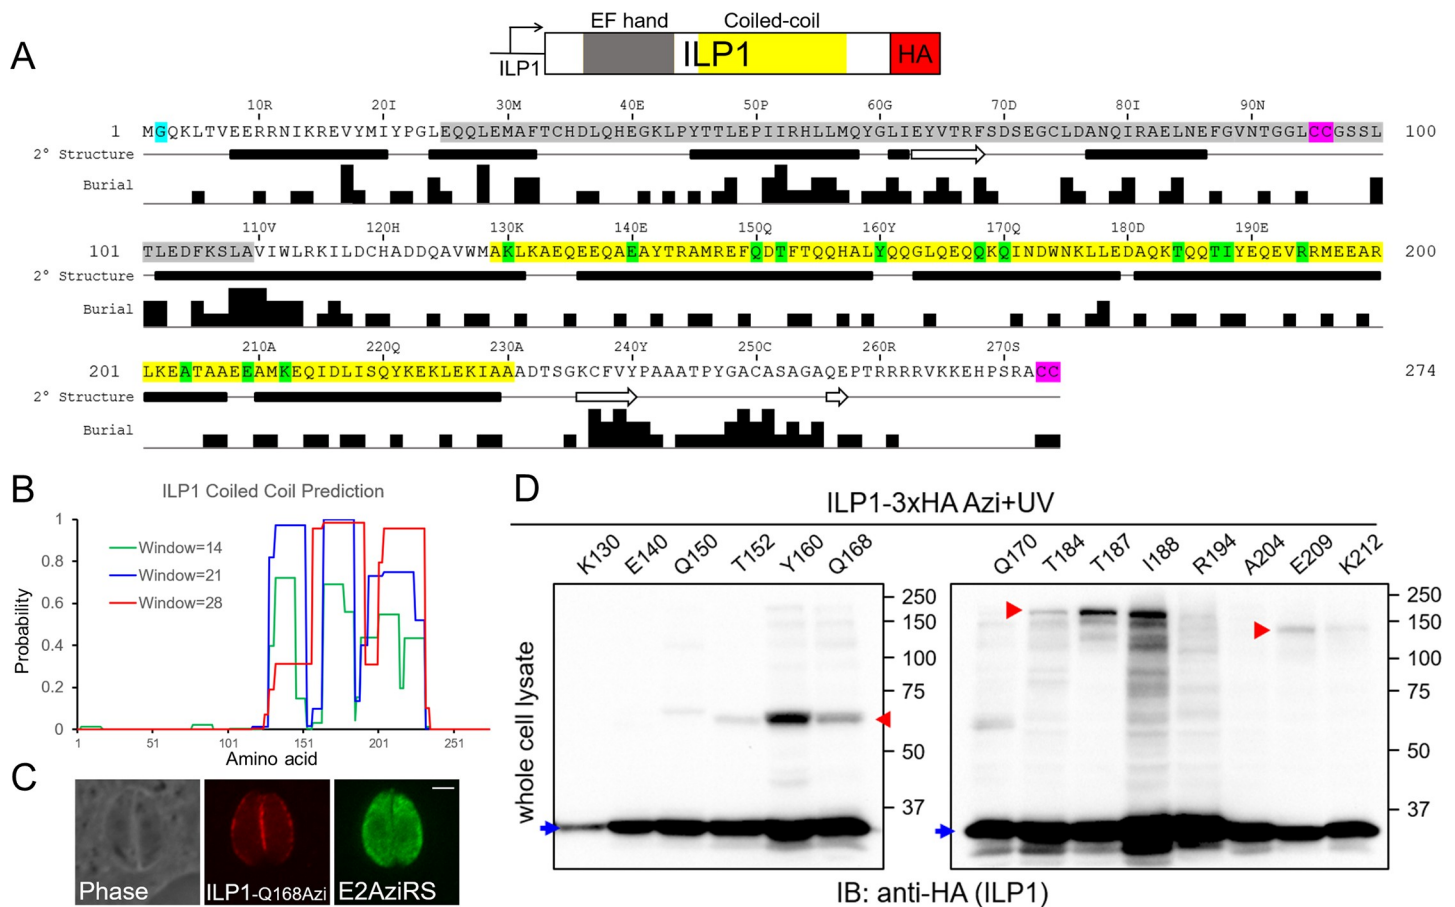 A
EF hand Coiled-coil
ILP1 ILP1 HA
10R 20I 30M 40E 50P 60G 70D 80I 90N
1 MGQKLTVEERRNIKREVYMIYPGLEQQLEMAFTCHDLQHEGKLPYTTLEPIIRHLLMQYGLIEYVTRFSDSEGCLDANQIRAELNEFGVNTGGLCCGSSL 100
2° Structure
Burial
110V 120H 130K 140E 150Q 160Y 170Q 180D 190E
101 TLEDFKSLAVIWLRKILDCHADDQAVWMAKLKAEQEEQAEAYTRAMREFQDTFTQQHALYQQGLQEQQKQINDWNKLLEDAQKTQQTIYEQEVRRMEEAR 200
2° Structure
Burial
210A 220Q 230A 240Y 250C 260R 270S
201 LKEATAAEEAMKEQIDLISQYKEKLEKIAAADTSGKCFVYPAAATPYGACASAGAQEPTRRRRVKKEHPSRACC 274
2° Structure
Burial
B
ILP1 Coiled Coil Prediction
1
0.8
0.6
0.4
0.2
0
Probability
Window=14
Window=21
Window=28
1 51 101 151 201 251
Amino acid
C
Phase ILP1-Q168Azi E2AziRS
D
ILP1-3xHA Azi+UV
K130 E140 Q150 T152 Y160 Q168 Q170 T184 T187 I188 R194 A204 E209 K212
whole cell lysate
250 250
150 150
100 100
75 75
50 50
37 37
IB: anti-HA (ILP1)